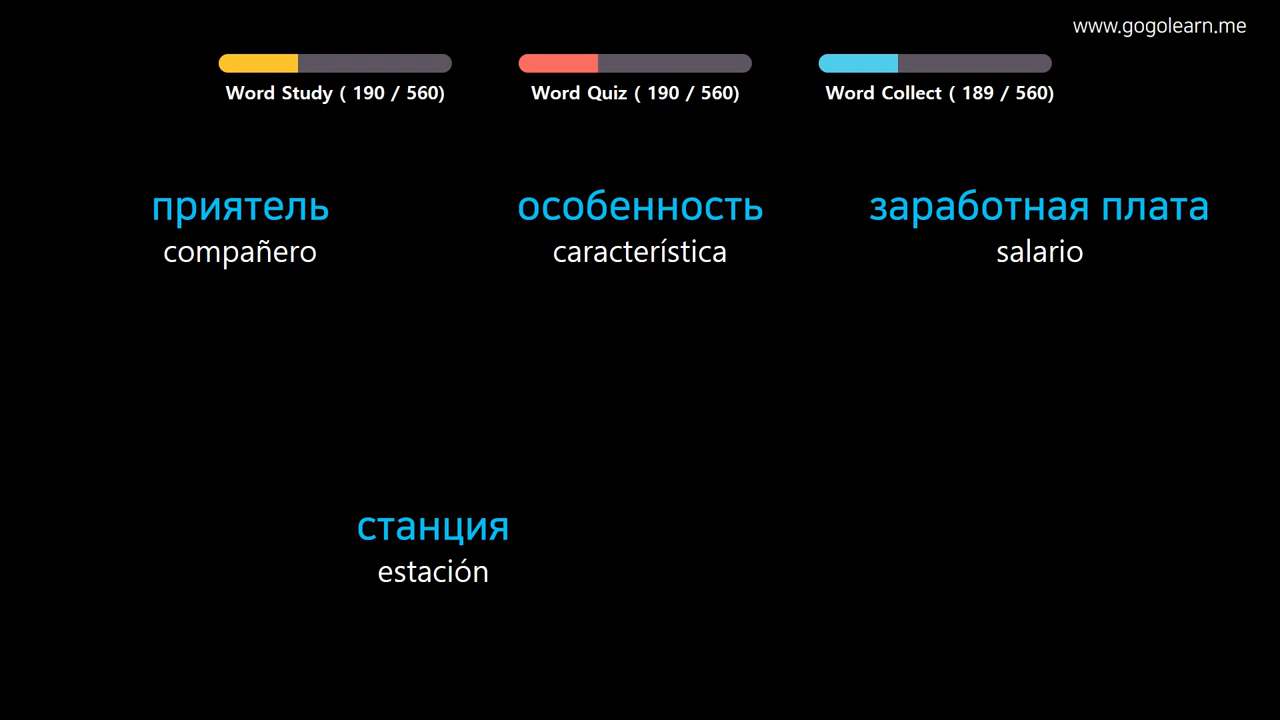 www.gogolearn.me
Word Study ( 190 / 560)
Word Quiz ( 190 / 560)
Word Collect ( 189 / 560)
приятель
compañero
особенность
característica
заработная плата
salario
станция
estación